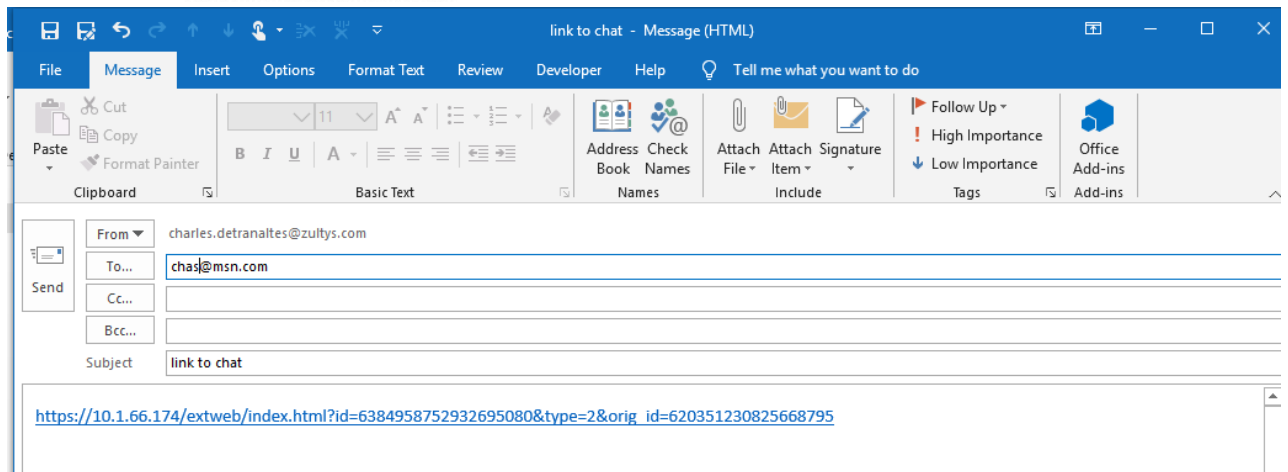 link to chat - Message (HTML)
File Message Insert Options Format Text Review Developer Help Tell me what you want to do
Paste
Cut
Copy
Format Painter
Clipboard
11
B I U A
Basic Text
Address Book
Check Names
Names
Attach File
Attach Item
Signature
Include
Follow Up
High Importance
Low Importance
Tags
Office Add-ins
Add-ins
Send
From charles.detranaltes@zultys.com
To... chas@msn.com
Cc...
Bcc...
Subject link to chat
https://10.1.66.174/extweb/index.html?id=6384958752932695080&type=2&orig_id=620351230825668795